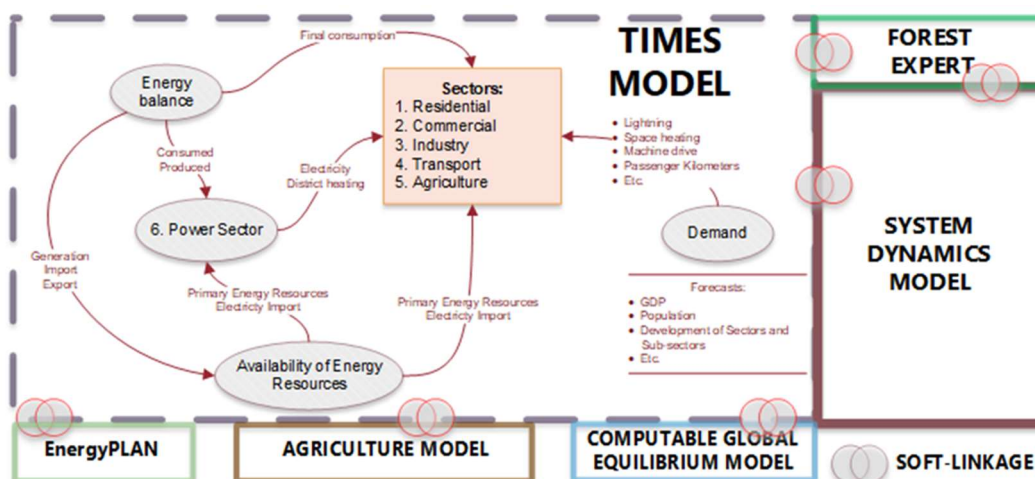 Final consumption
TIMES
MODEL
FOREST
EXPERT
Energy
balance
Sectors:
1. Residential
2. Commercial
3. Industry
4. Transport
5. Agriculture
• Lightning
• Space heating
• Machine drive
• Passenger Kilometers
• Etc.
Consumed
Produced
Electricity
District heating
6. Power Sector
Demand
SYSTEM
DYNAMICS
MODEL
Generation
Import
Export
Primary Energy Resources
Electricty Import
Primary Energy Resources
Electricty Import
Forecasts:
• GDP
• Population
• Development of Sectors and
Sub-sectors
• Etc.
Availability of Energy
Resources
EnergyPLAN
AGRICULTURE MODEL
COMPUTABLE GLOBAL
EQUILIBRIUM MODEL
SOFT-LINKAGE